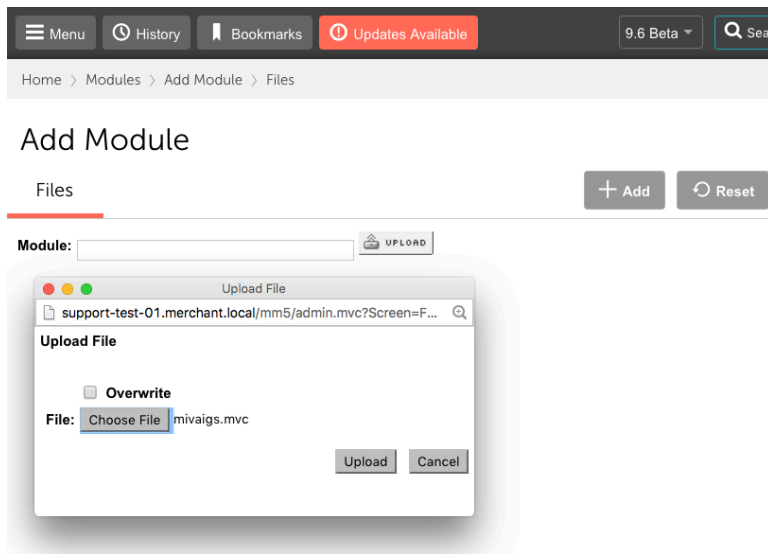 Menu History Bookmarks Updates Available 9.6 Beta Sea
Home > Modules > Add Module > Files
Add Module
Files Add Reset
Module: UPLOAD
Upload File
support-test-01.merchant.local/mm5/admin.mvc?Screen=F...
Upload File
Overwrite
File: Choose File mivaigs.mvc
Upload Cancel